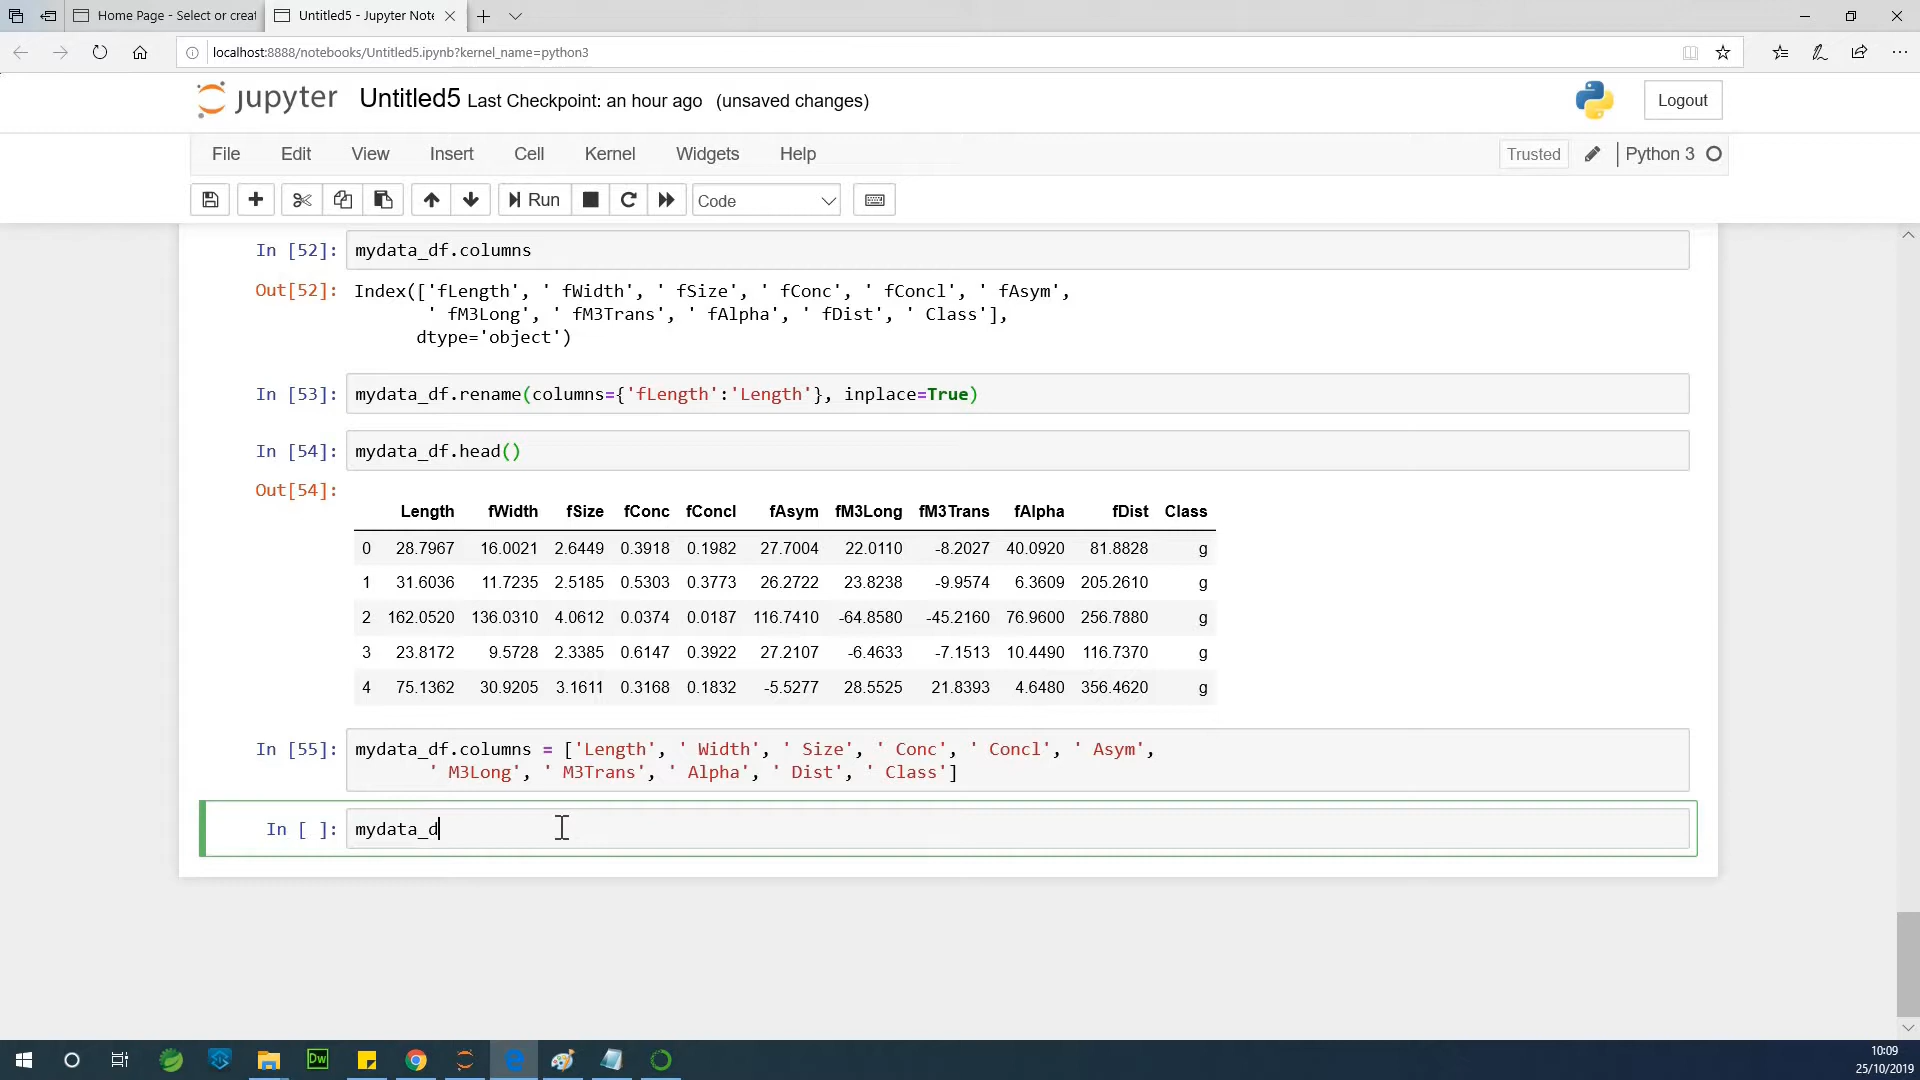 Home Page - Select or creat
Untitled5 - Jupyter Note
localhost:8888/notebooks/Untitled5.ipynb?kernel_name=python3
jupyter Untitled5 Last Checkpoint: an hour ago (unsaved changes)
Logout
File Edit View Insert Cell Kernel Widgets Help
Trusted Python 3
Run Code
In [52]: mydata_df.columns
Out[52]: Index(['fLength', ' fWidth', ' fSize', ' fConc', ' fConcl', ' fAsym',
' fM3Long', ' fM3Trans', ' fAlpha', ' fDist', ' Class'],
dtype='object')
In [53]: mydata_df.rename(columns={'fLength':'Length'}, inplace=True)
In [54]: mydata_df.head()
Out[54]:
Length fWidth fSize fConc fConcl fAsym fM3Long fM3Trans fAlpha fDist Class
0 28.7967 16.0021 2.6449 0.3918 0.1982 27.7004 22.0110 -8.2027 40.0920 81.8828 g
1 31.6036 11.7235 2.5185 0.5303 0.3773 26.2722 23.8238 -9.9574 6.3609 205.2610 g
2 162.0520 136.0310 4.0612 0.0374 0.0187 116.7410 -64.8580 -45.2160 76.9600 256.7880 g
3 23.8172 9.5728 2.3385 0.6147 0.3922 27.2107 -6.4633 -7.1513 10.4490 116.7370 g
4 75.1362 30.9205 3.1611 0.3168 0.1832 -5.5277 28.5525 21.8393 4.6480 356.4620 g
In [55]: mydata_df.columns = ['Length', ' Width', ' Size', ' Conc', ' Concl', ' Asym',
' M3Long', ' M3Trans', ' Alpha', ' Dist', ' Class']
In [ ]: mydata_d
Dw
10:09
25/10/2019